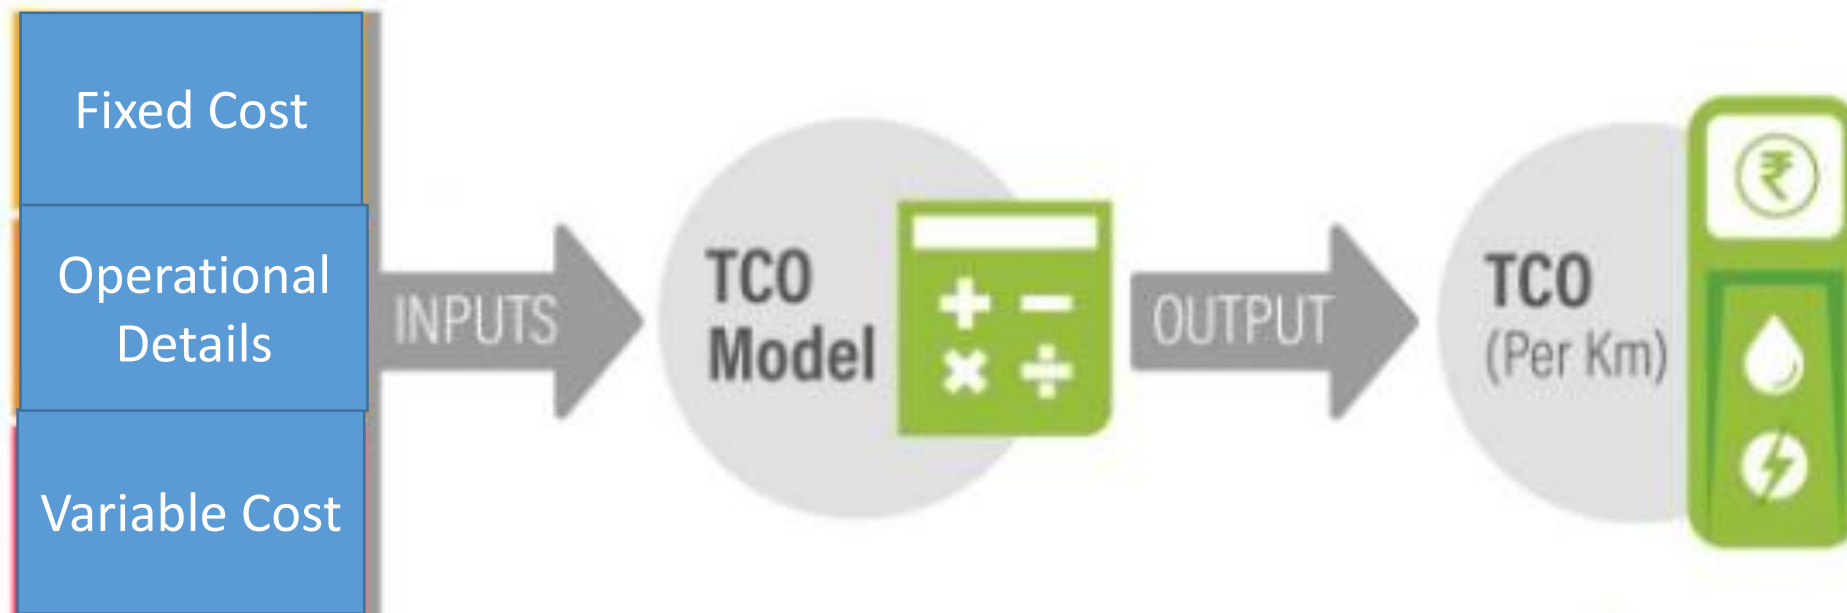 Fixed Cost
Operational
Details
Variable Cost
INPUTS
TCO
Model
OUTPUT
TCO
(Per Km)
₹